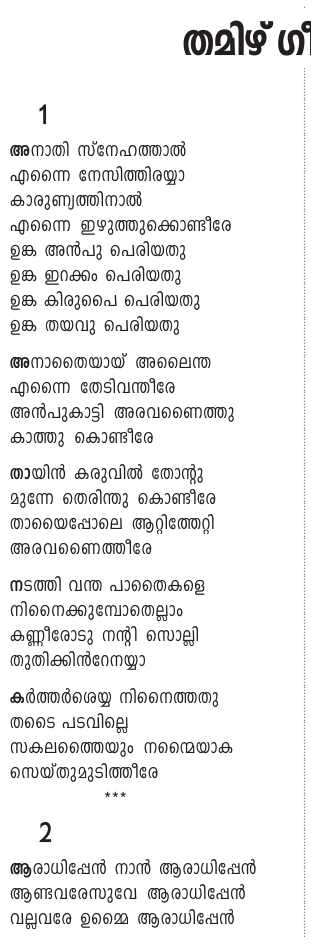 തമിഴ് ഗീ
1
അനാതി സ്നേഹത്താൽ
എന്നൈ നേസിത്തിരയ്യാ
കാരുണ്യത്തിനാൽ
എന്നൈ ഇഴുത്തുക്കൊണ്ടീരേ
ഉങ്ക അൻപു പെരിയതു
ഉങ്ക ഇറക്കം പെരിയതു
ഉങ്ക കിരുപൈ പെരിയതു
ഉങ്ക തയവു പെരിയതു
അനാതൈയായ് അലൈന്ത
എന്നൈ തേടിവന്തീരേ
അൻപുകാട്ടി അരവണൈത്തു
കാത്തു കൊണ്ടീരേ
തായിൻ കരുവിൽ തോന്റു
മുന്നേ തെരിന്തു കൊണ്ടീരേ
തായൈപ്പോലെ ആറ്റിത്തേറ്റി
അരവണൈത്തീരേ
നടത്തി വന്ത പാതൈകളെ
നിനൈക്കുമ്പോതെല്ലാം
കണ്ണീരോടു നന്റി സൊല്ലി
തുതിക്കിൻറേനയ്യാ
കർത്തർശെയ്യ നിനൈത്തതു
തടൈ പടവില്ലെ
സകലത്തൈയും നന്മൈയാക
സെയ്തുമുടിത്തീരേ
***
2
ആരാധിപ്പേൻ നാൻ ആരാധിപ്പേൻ
ആണ്ടവരേസുവേ ആരാധിപ്പേൻ
വല്ലവരേ ഉമ്മൈ ആരാധിപ്പേൻ